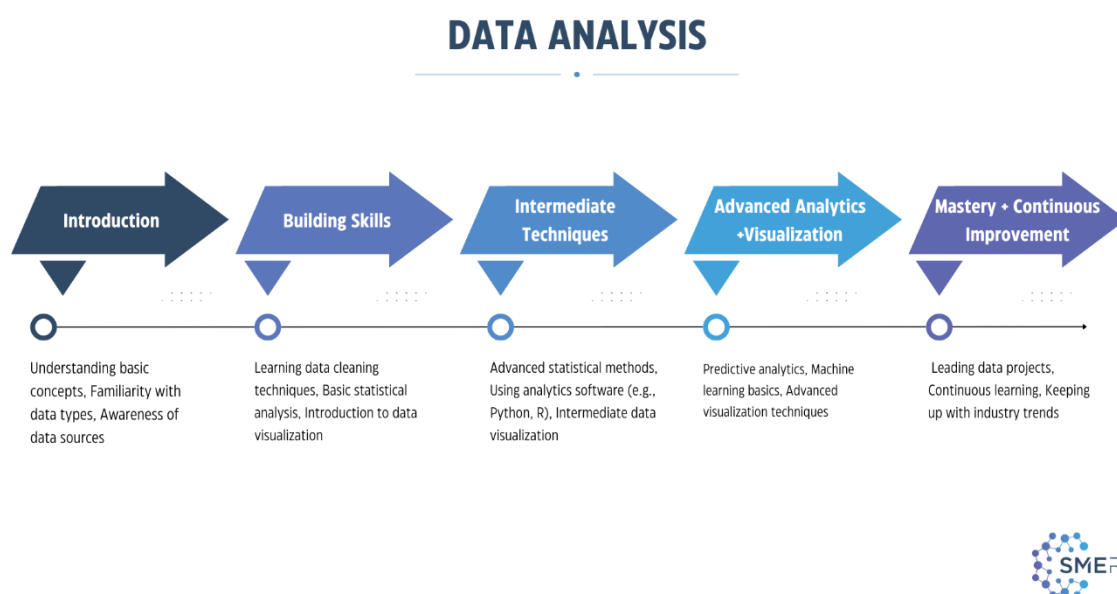 DATA ANALYSIS
Introduction
Building Skills
Intermediate
Techniques
Advanced Analytics
+Visualization
Mastery + Continuous
Improvement
Understanding basic
concepts, Familiarity with
data types, Awareness of
data sources
Learning data cleaning
techniques, Basic statistical
analysis, Introduction to data
visualization
Advanced statistical methods,
Using analytics software (e.g.,
Python, R), Intermediate data
visualization
Predictive analytics, Machine
learning basics, Advanced
visualization techniques
Leading data projects,
Continuous learning, Keeping
up with industry trends